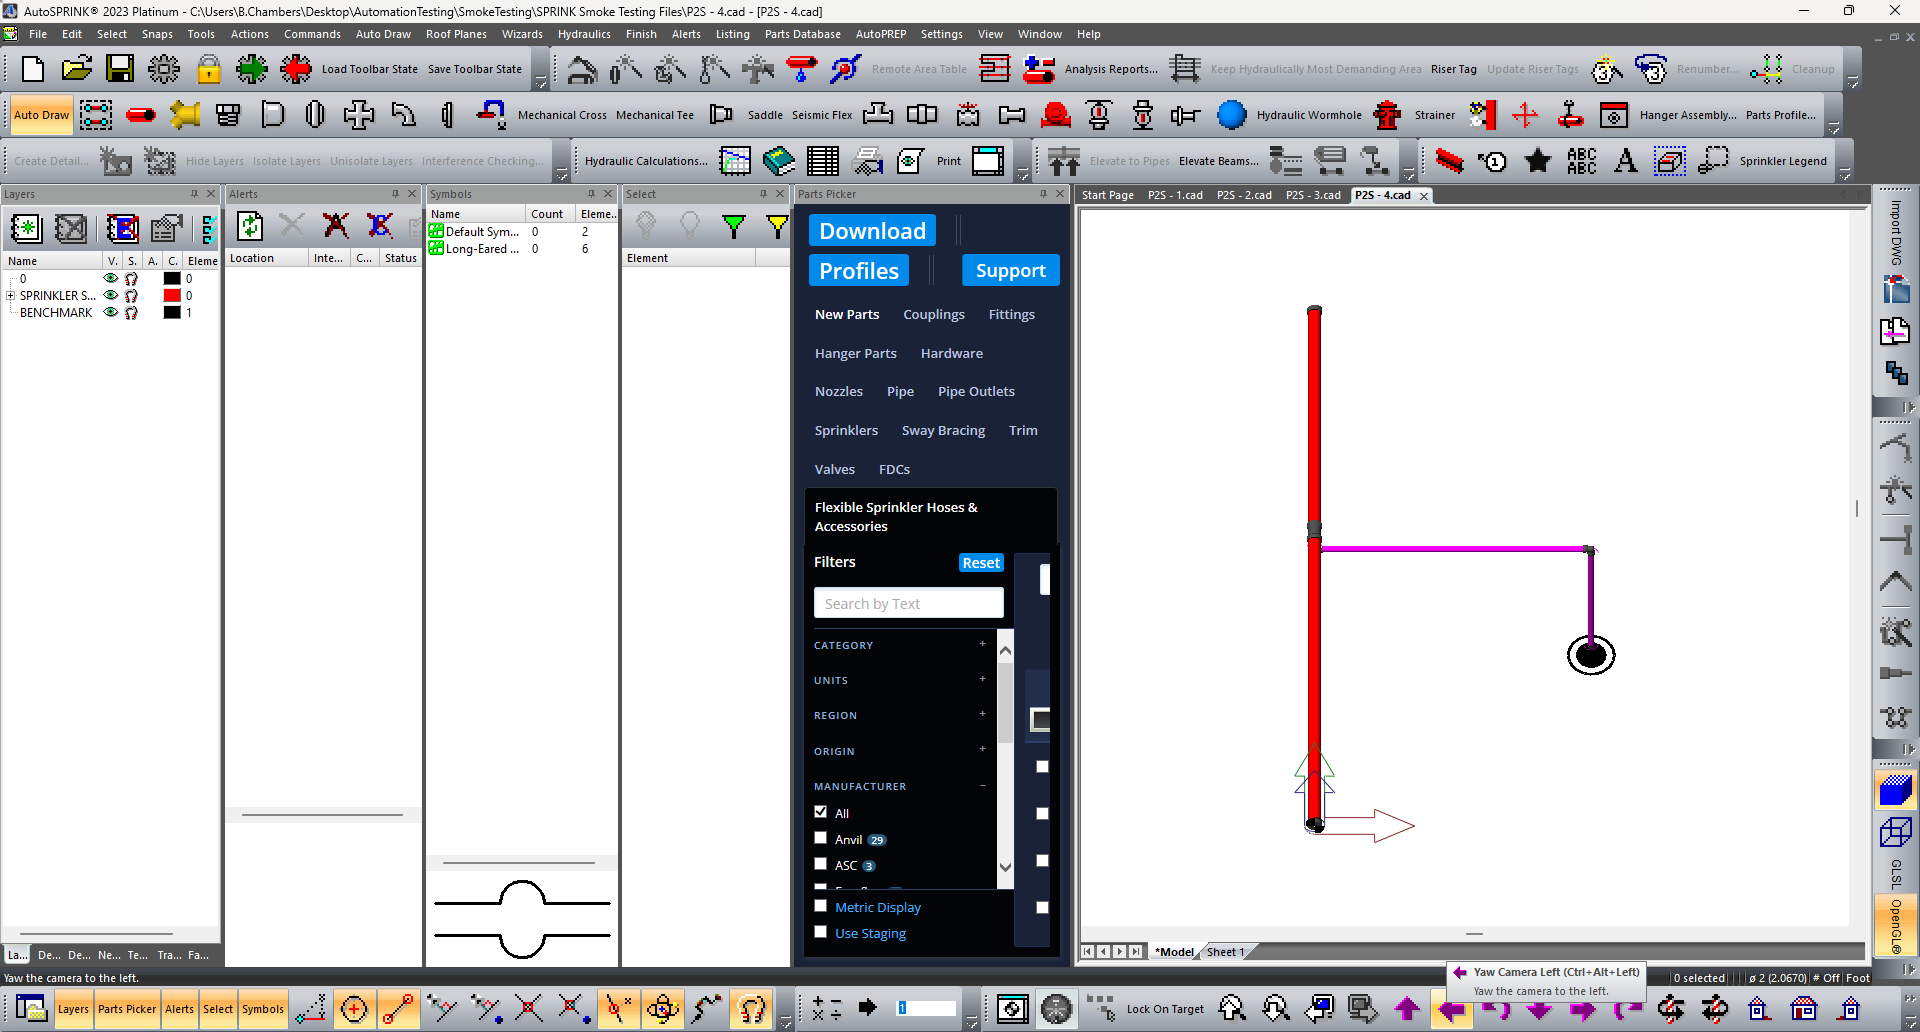 AutoSPRINK® 2023 Platinum - C:\Users\B.Chambers\Desktop\AutomationTesting\SmokeTesting\SPRINK Smoke Testing Files\P2S - 4.cad - [P2S - 4.cad]
File Edit Select Snaps Tools Actions Commands Auto Draw Roof Planes Wizards Hydraulics Finish Alerts Listing Parts Database AutoPREP Settings View Window Help
Load Toolbar State Save Toolbar State Remote Area Table Analysis Reports... Keep Hydraulically Most Demanding Area Riser Tag Update Riser Tags Renumber... Cleanup
Auto Draw Mechanical Cross Mechanical Tee Saddle Seismic Flex Hydraulic Wormhole Strainer Hanger Assembly... Parts Profile...
Create Detail... Hide Layers Isolate Layers Unisolate Layers Interference Checking... Hydraulic Calculations... Print Elevate to Pipes Elevate Beams... ABC ABC A Sprinkler Legend
Layers Alerts Symbols Select Parts Picker
Start Page P2S - 1.cad P2S - 2.cad P2S - 3.cad P2S - 4.cad
Name V. S. A. C. Eleme
0 0
SPRINKLER S... 0
BENCHMARK 1
Location Inte... C... Status
Name Count Eleme..
Default Sym... 0 2
Long-Eared ... 0 6
Element
Download
Profiles Support
New Parts Couplings Fittings
Hanger Parts Hardware
Nozzles Pipe Pipe Outlets
Sprinklers Sway Bracing Trim
Valves FDCs
Flexible Sprinkler Hoses &
Accessories
Filters Reset
Search by Text
CATEGORY +
UNITS +
REGION +
ORIGIN +
MANUFACTURER −
All
Anvil 29
ASC 3
Metric Display
Use Staging
Import DWG
GLSL
OpenGL®
La... De... De... Ne... Te... Tra... Fa...
*Model Sheet 1
Yaw Camera Left (Ctrl+Alt+Left)
Yaw the camera to the left.
Yaw the camera to the left.
0 selected ø 2 (2.0670) # Off Foot
Layers Parts Picker Alerts Select Symbols 1 Lock On Target